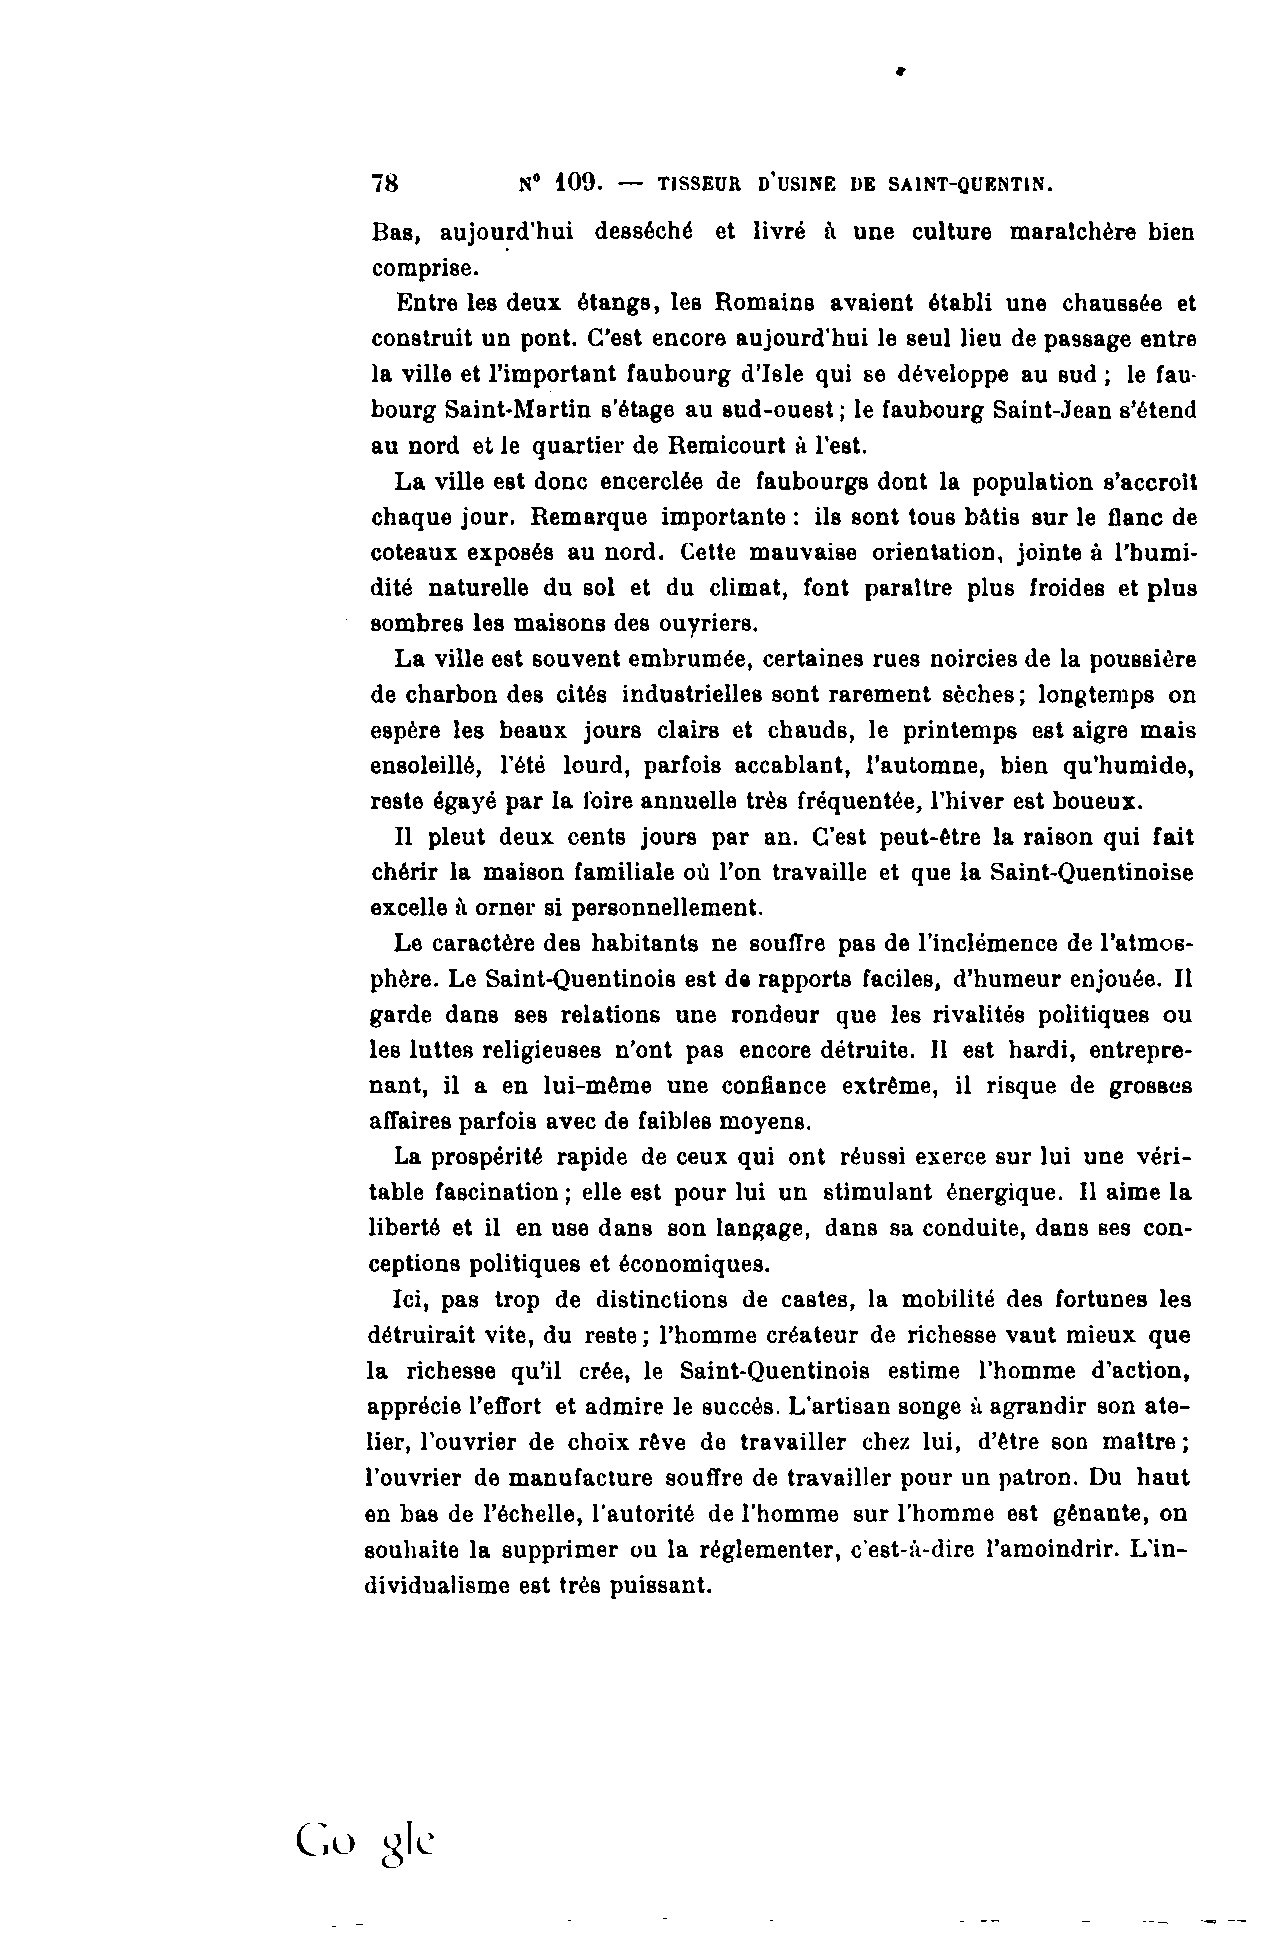 78 N° 109. — TISSEUR D'USINE DE SAINT-QUENTIN.
Bas, aujourd'hui desséché et livré à une culture maraîchère bien
comprise.
Entre les deux étangs, les Romains avaient établi une chaussée et
construit un pont. C'est encore aujourd'hui le seul lieu de passage entre
la ville et l'important faubourg d'Isle qui se développe au sud ; le fau-
bourg Saint-Martin s'étage au sud-ouest ; le faubourg Saint-Jean s'étend
au nord et le quartier de Remicourt à l'est.
La ville est donc encerclée de faubourgs dont la population s'accroît
chaque jour. Remarque importante : ils sont tous bâtis sur le flanc de
coteaux exposés au nord. Cette mauvaise orientation, jointe à l'humi-
dité naturelle du sol et du climat, font paraître plus froides et plus
sombres les maisons des ouvriers.
La ville est souvent embrumée, certaines rues noircies de la poussière
de charbon des cités industrielles sont rarement sèches ; longtemps on
espère les beaux jours clairs et chauds, le printemps est aigre mais
ensoleillé, l'été lourd, parfois accablant, l'automne, bien qu'humide,
reste égayé par la foire annuelle très fréquentée, l'hiver est boueux.
Il pleut deux cents jours par an. C'est peut-être la raison qui fait
chérir la maison familiale où l'on travaille et que la Saint-Quentinoise
excelle à orner si personnellement.
Le caractère des habitants ne souffre pas de l'inclémence de l'atmos-
phère. Le Saint-Quentinois est de rapports faciles, d'humeur enjouée. Il
garde dans ses relations une rondeur que les rivalités politiques ou
les luttes religieuses n'ont pas encore détruite. Il est hardi, entrepre-
nant, il a en lui-même une confiance extrême, il risque de grosses
affaires parfois avec de faibles moyens.
La prospérité rapide de ceux qui ont réussi exerce sur lui une véri-
table fascination ; elle est pour lui un stimulant énergique. Il aime la
liberté et il en use dans son langage, dans sa conduite, dans ses con-
ceptions politiques et économiques.
Ici, pas trop de distinctions de castes, la mobilité des fortunes les
détruirait vite, du reste ; l'homme créateur de richesse vaut mieux que
la richesse qu'il crée, le Saint-Quentinois estime l'homme d'action,
apprécie l'effort et admire le succès. L'artisan songe à agrandir son ate-
lier, l'ouvrier de choix rêve de travailler chez lui, d'être son maître ;
l'ouvrier de manufacture souffre de travailler pour un patron. Du haut
en bas de l'échelle, l'autorité de l'homme sur l'homme est gênante, on
souhaite la supprimer ou la réglementer, c'est-à-dire l'amoindrir. L'in-
dividualisme est très puissant.
Go gle